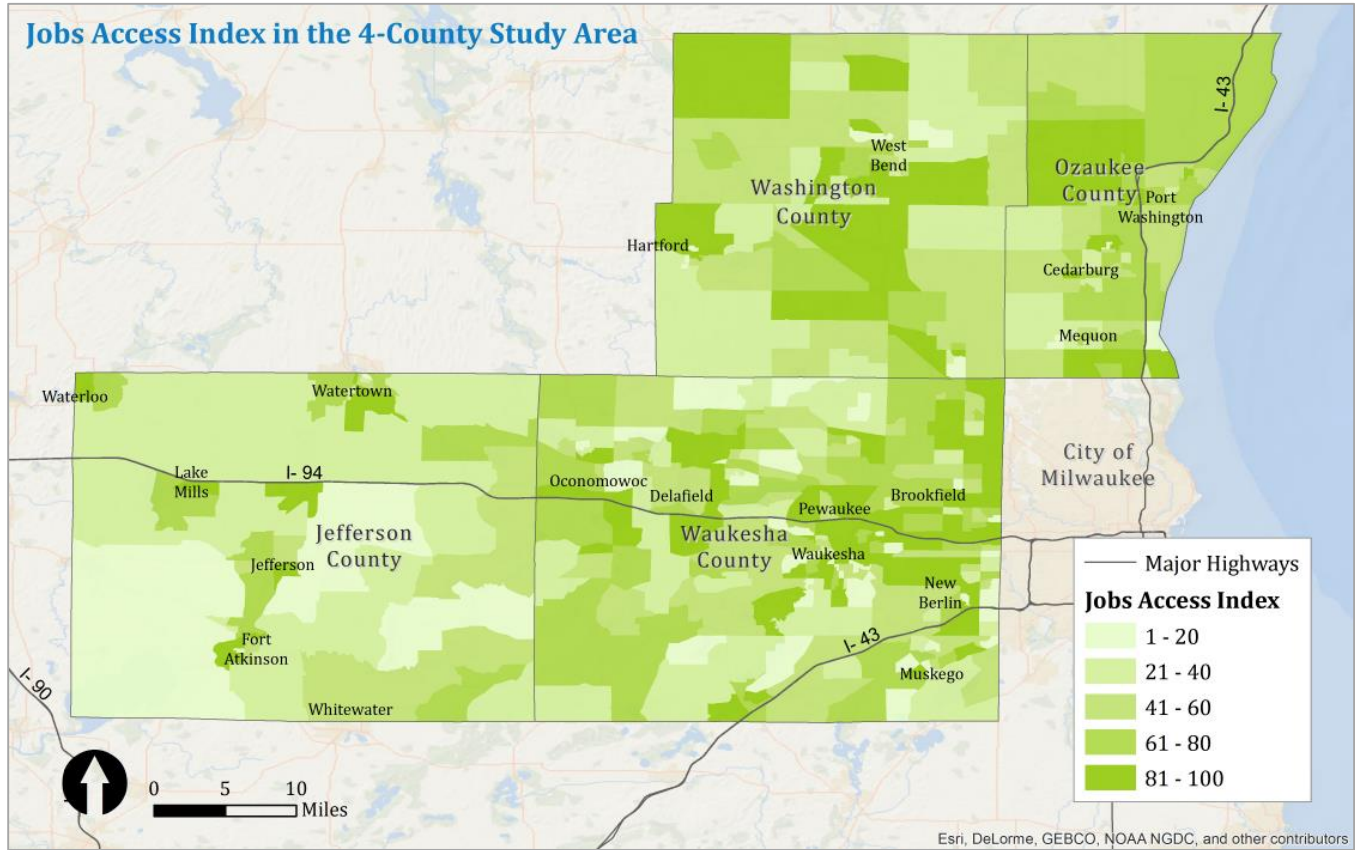 Jobs Access Index in the 4-County Study Area
I- 43
West
Bend
Washington
County
Ozaukee
County
Port
Washington
Hartford
Cedarburg
Mequon
Waterloo
Watertown
Lake
Mills
I- 94
Oconomowoc
Delafield
Pewaukee
Brookfield
City of
Milwaukee
Jefferson
County
Jefferson
Waukesha
County
Waukesha
New
Berlin
Fort
Atkinson
I- 43
Muskego
I- 90
Whitewater
Major Highways
Jobs Access Index
1 - 20
21 - 40
41 - 60
61 - 80
81 - 100
0 5 10
Miles
Esri, DeLorme, GEBCO, NOAA NGDC, and other contributors